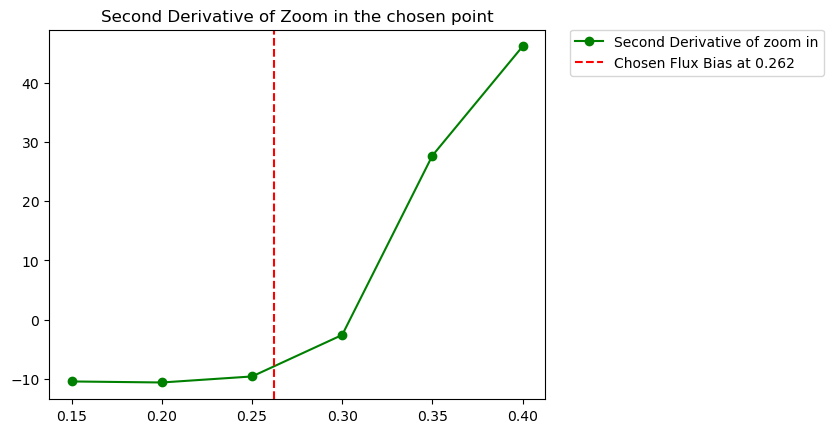 Second Derivative of Zoom in the chosen point
Second Derivative of zoom in
Chosen Flux Bias at 0.262
40
30
20
10
0
−10
0.15 0.20 0.25 0.30 0.35 0.40